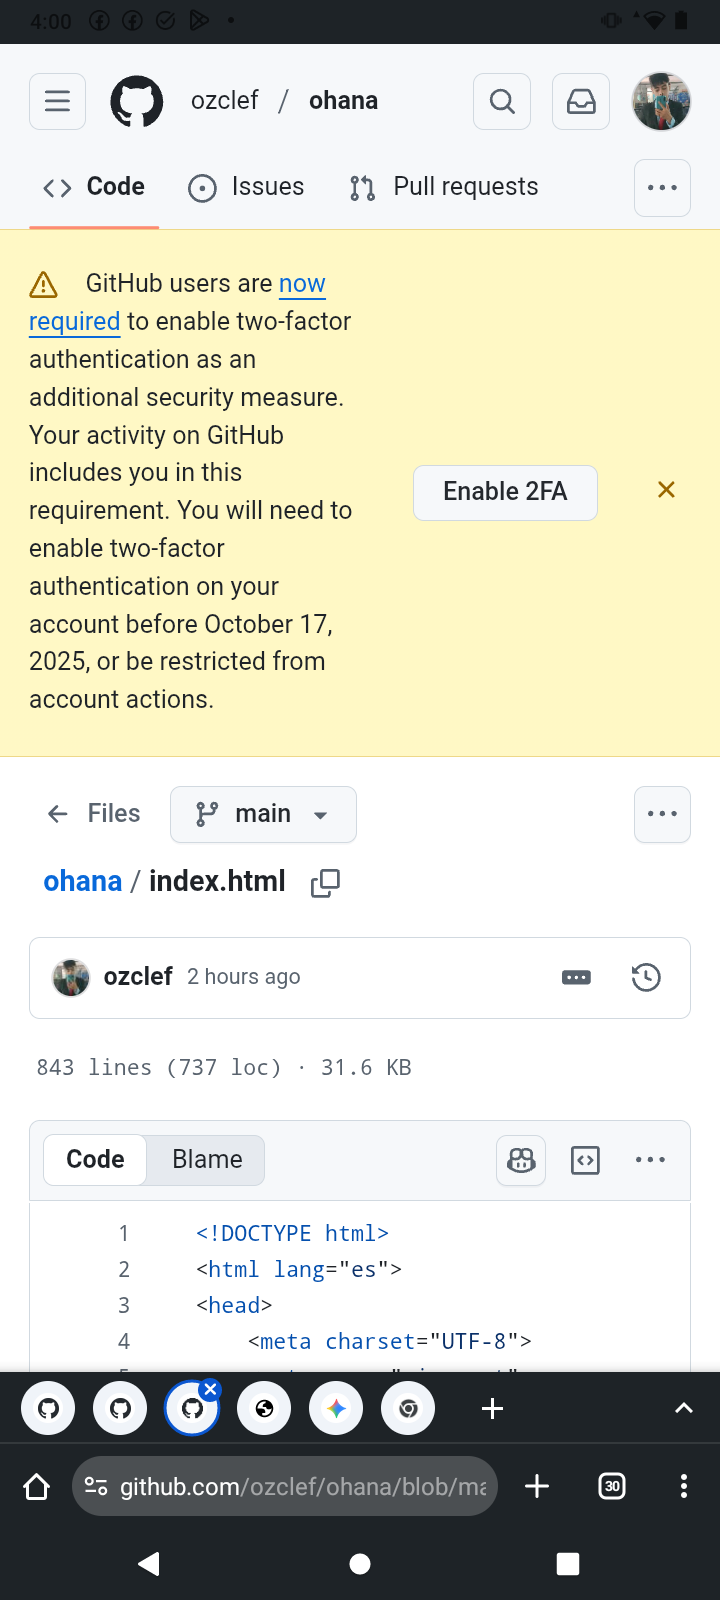 4:00
ozclef / ohana
Code Issues Pull requests
GitHub users are now
required to enable two-factor
authentication as an
additional security measure.
Your activity on GitHub
includes you in this
requirement. You will need to
enable two-factor
authentication on your
account before October 17,
2025, or be restricted from
account actions.
Enable 2FA
Files main
ohana / index.html
ozclef 2 hours ago
843 lines (737 loc) · 31.6 KB
Code Blame
1 <!DOCTYPE html>
2 <html lang="es">
3 <head>
4 <meta charset="UTF-8">
github.com/ozclef/ohana/blob/ma
30